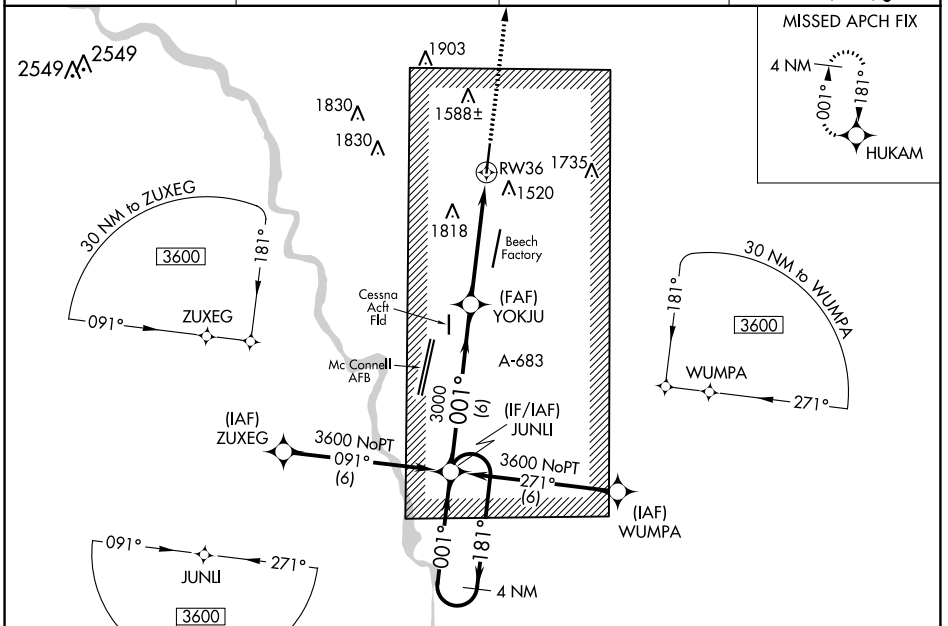 MISSED APCH FIX
4 NM
001°
181°
HUKAM
2549
2549
1903
1830
1830
1588±
RW36
1735
1520
1818
Beech
Factory
30 NM to ZUXEG
3600
181°
091°
ZUXEG
30 NM to WUMPA
3600
181°
WUMPA
271°
(FAF)
YOKJU
Cessna
Acft
Fld
Mc Connell
AFB
A-683
3000
001°
(6)
(IF/IAF)
JUNLI
(IAF)
ZUXEG
3600 NoPT
091°
(6)
3600 NoPT
271°
(6)
(IAF)
WUMPA
001°
181°
4 NM
091°
271°
JUNLI
3600